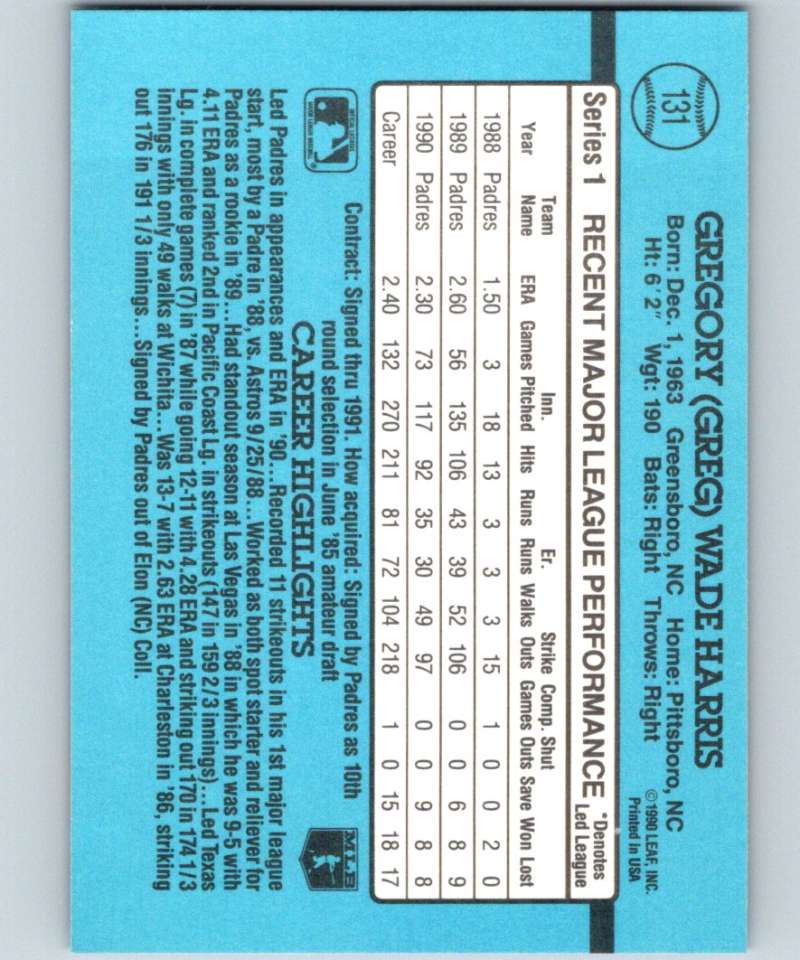 131
GREGORY (GREG) WADE HARRIS
Born: Dec. 1, 1963 Greensboro, NC Home: Pittsboro, NC
Ht: 6' 2" Wgt: 190 Bats: Right Throws: Right
©1990 LEAF, INC.
Printed in USA
Series 1 RECENT MAJOR LEAGUE PERFORMANCE *Denotes Led League
Year Team Name ERA Games Inn. Pitched Hits Runs Er. Runs Walks Strike Outs Comp. Games Shut Outs Save Won Lost
1988 Padres 1.50 3 18 13 3 3 3 15 1 0 0 2 0
1989 Padres 2.60 56 135 106 43 39 52 106 0 0 6 8 9
1990 Padres 2.30 73 117 92 35 30 49 97 0 0 9 8 8
Career 2.40 132 270 211 81 72 104 218 1 0 15 18 17
Contract: Signed thru 1991. How acquired: Signed by Padres as 10th
round selection in June '85 amateur draft
CAREER HIGHLIGHTS
MLB
Led Padres in appearances and ERA in '90...Recorded 11 strikeouts in his 1st major league
start, most by a Padre in '88, vs. Astros 9/25/88...Worked as both spot starter and reliever for
Padres as a rookie in '89...Had standout season at Las Vegas in '88 in which he was 9-5 with
4.11 ERA and ranked 2nd in Pacific Coast Lg. in strikeouts (147 in 159 2/3 innings)...Led Texas
Lg. in complete games (7) in '87 while going 12-11 with 4.28 ERA and striking out 170 in 174 1/3
innings with only 49 walks at Wichita...Was 13-7 with 2.63 ERA at Charleston in '86, striking
out 176 in 191 1/3 innings...Signed by Padres out of Elon (NC) Coll.